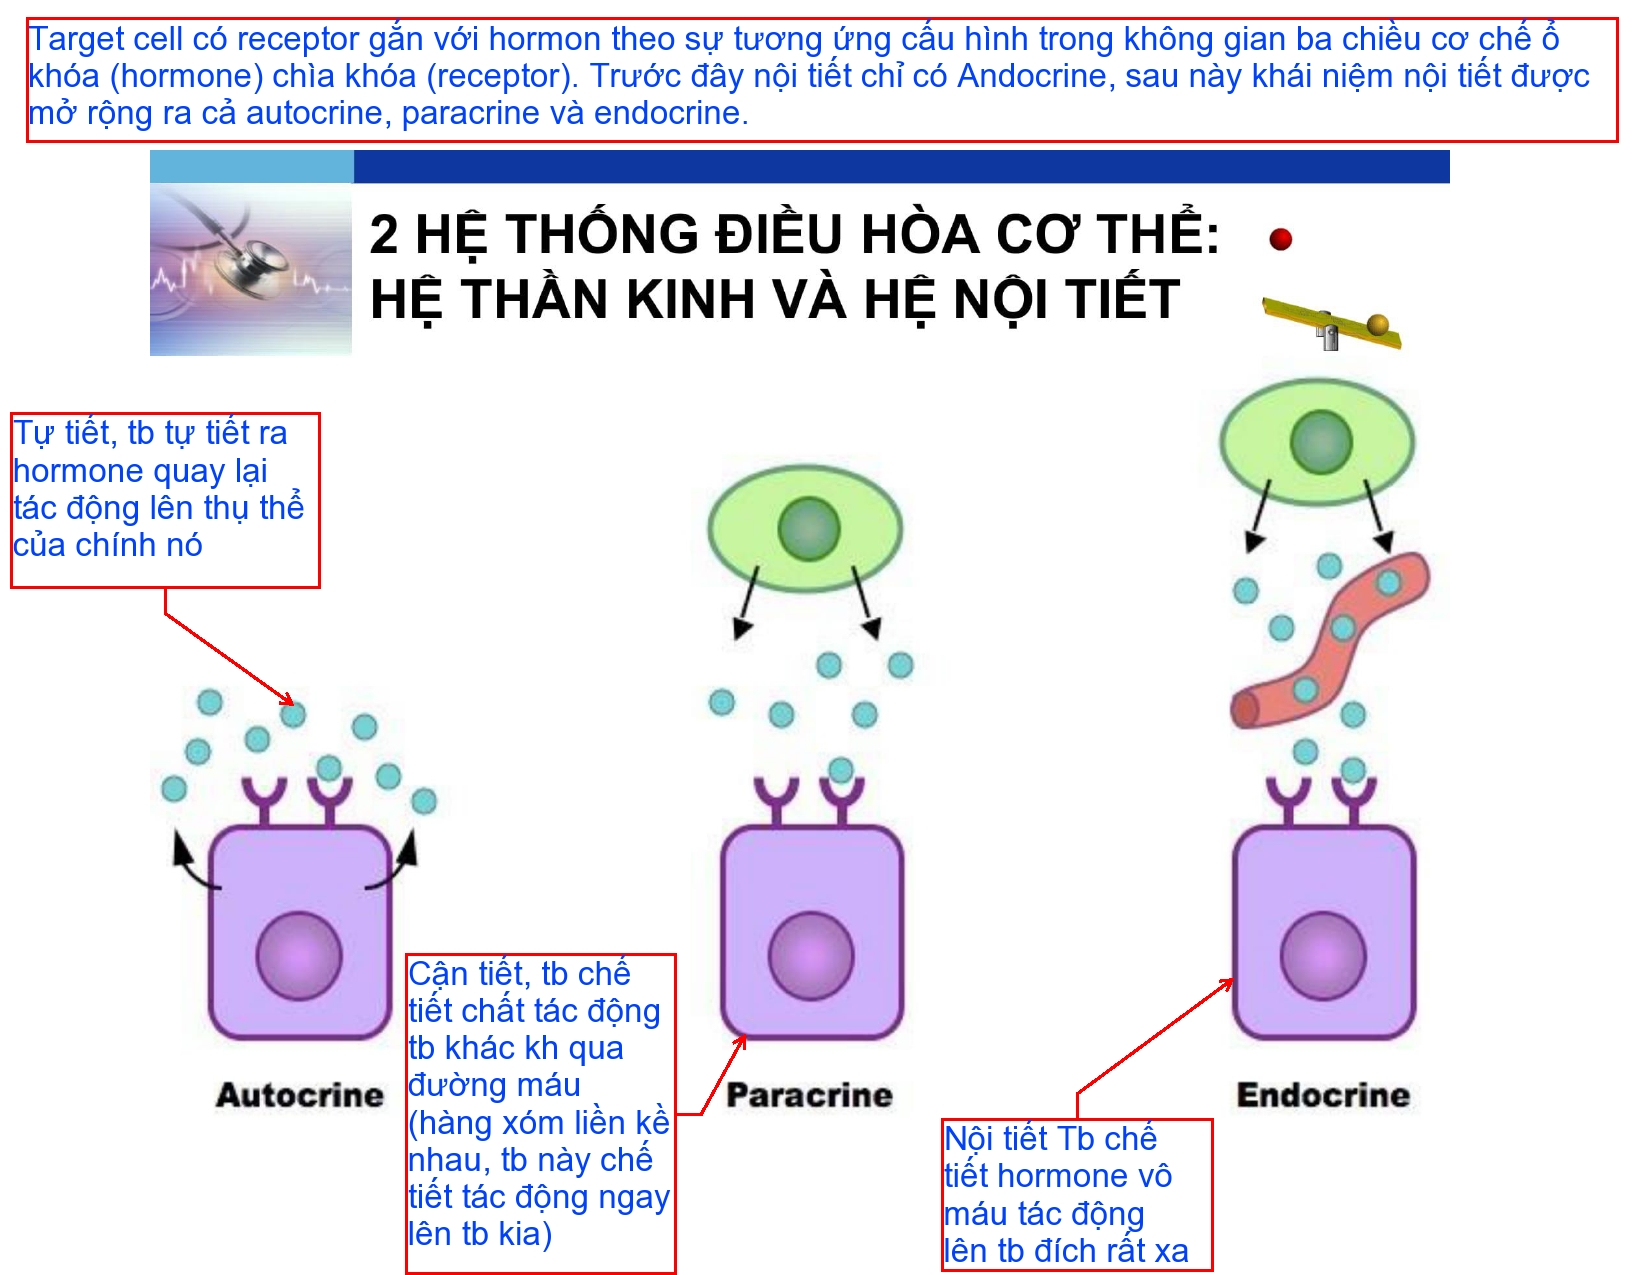 Target cell có receptor gắn với hormon theo sự tương ứng cấu hình trong không gian ba chiều cơ chế ổ
khóa (hormone) chìa khóa (receptor). Trước đây nội tiết chỉ có Andocrine, sau này khái niệm nội tiết được
mở rộng ra cả autocrine, paracrine và endocrine.
2 HỆ THỐNG ĐIỀU HÒA CƠ THỂ:
HỆ THẦN KINH VÀ HỆ NỘI TIẾT
Tự tiết, tb tự tiết ra
hormone quay lại
tác động lên thụ thể
của chính nó
Cận tiết, tb chế
tiết chất tác động
tb khác kh qua
đường máu
(hàng xóm liền kề
nhau, tb này chế
tiết tác động ngay
lên tb kia)
Autocrine
Paracrine
Endocrine
Nội tiết Tb chế
tiết hormone vô
máu tác động
lên tb đích rất xa